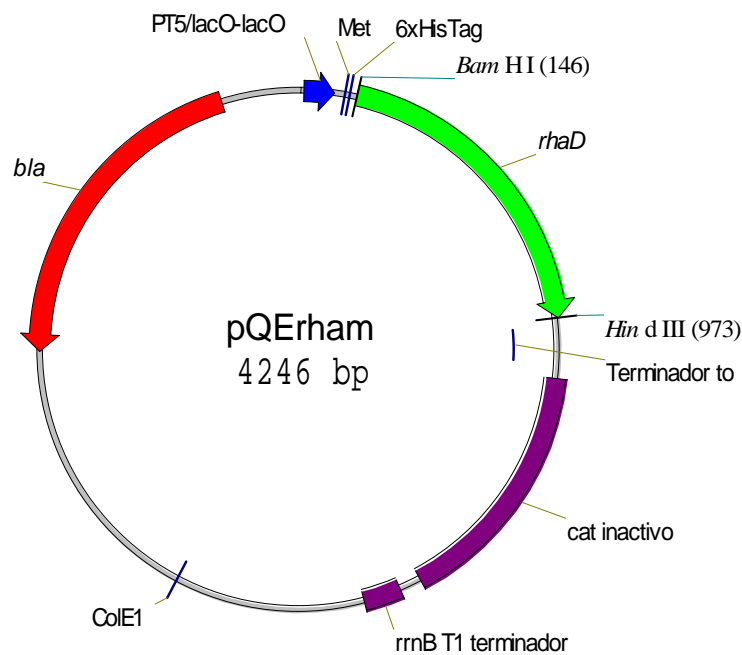 PT5/lacO-lacO
Met
6xHisTag
Bam HI (146)
rhaD
bla
pQErham
4246 bp
Hin d III (973)
Terminador to
cat inactivo
ColE1
rrnB T1 terminador